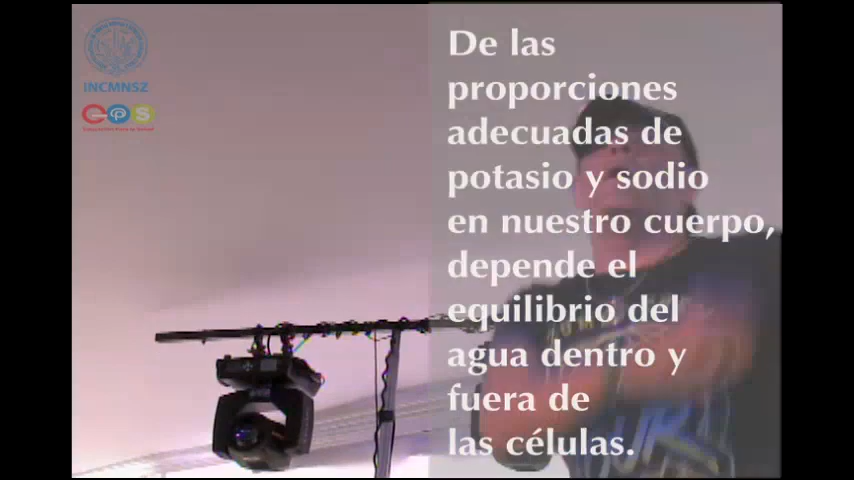 INCMNSZ
eps
De las
proporciones
adecuadas de
potasio y sodio
en nuestro cuerpo,
depende el
equilibrio del
agua dentro y
fuera de
las células.